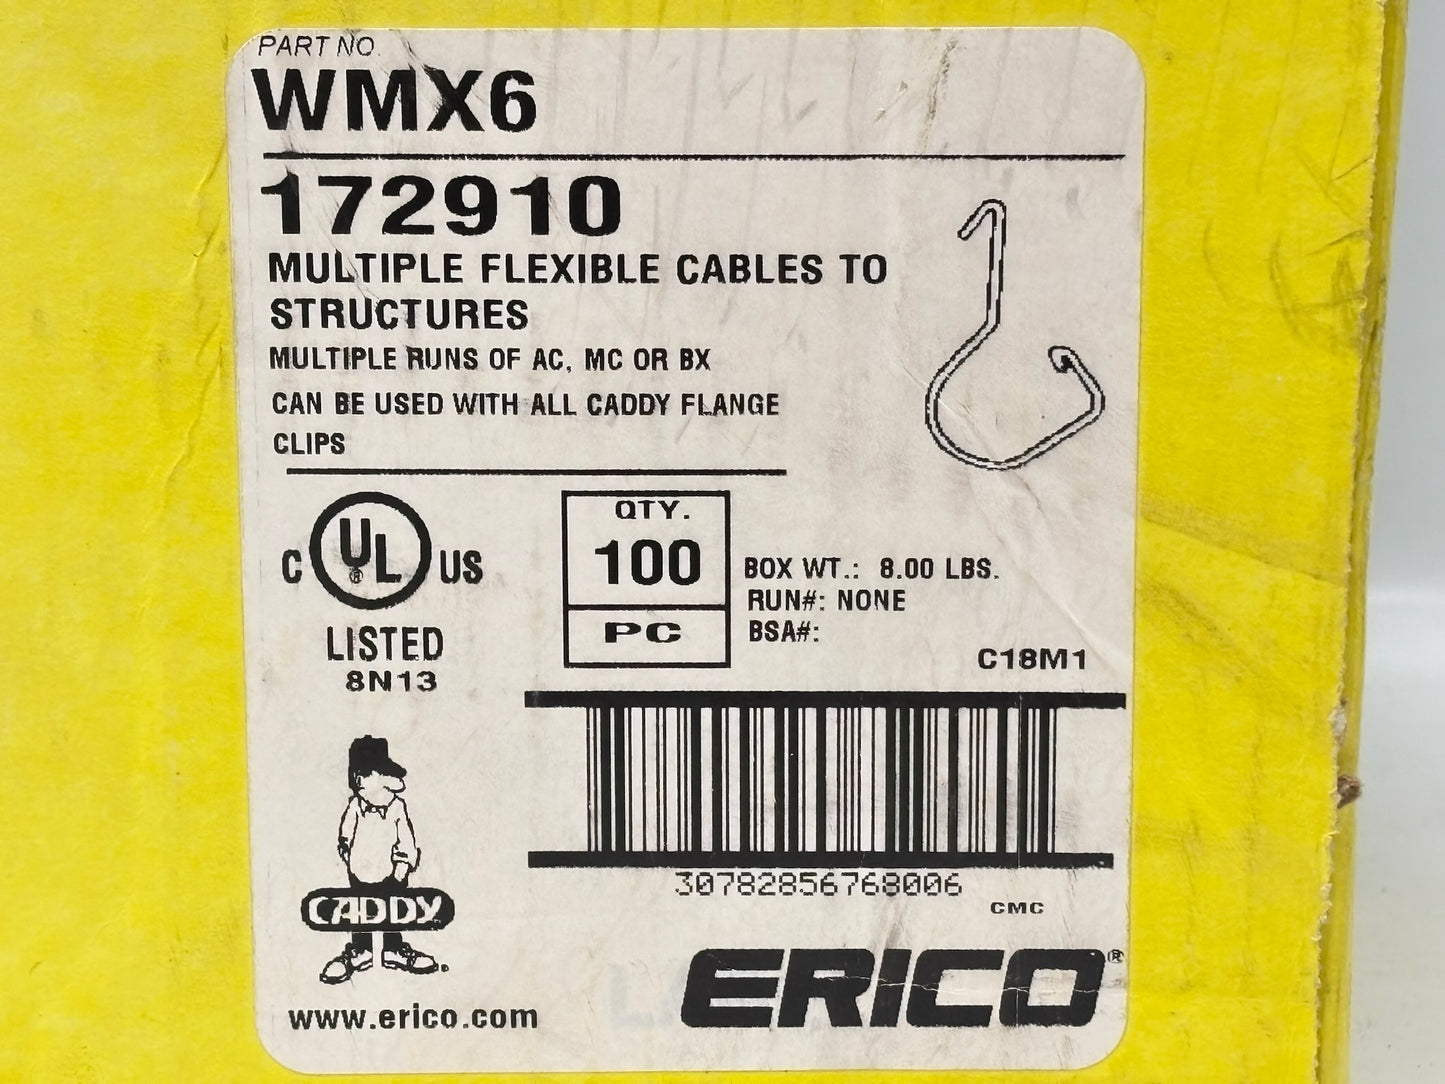 PART NO.
WMX6
172910
MULTIPLE FLEXIBLE CABLES TO
STRUCTURES
MULTIPLE RUNS OF AC, MC OR BX
CAN BE USED WITH ALL CADDY FLANGE
CLIPS
C UL® US
LISTED
8N13
QTY.
100
PC
BOX WT.: 8.00 LBS.
RUN#: NONE
BSA#:
C18M1
30782856768006
CMC
CADDY
www.erico.com
ERICO®